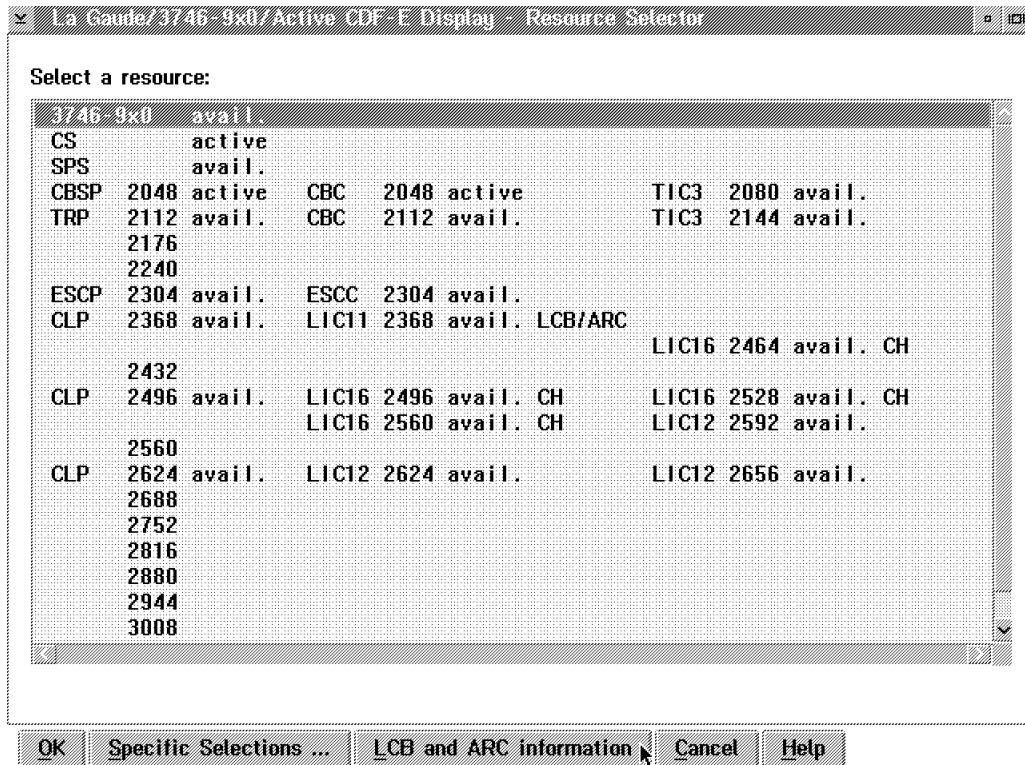 La Gaude/3746-9x0/Active CDF-E Display - Resource Selector
Select a resource:
3746-9x0 avail.
CS active
SPS avail.
CBSP 2048 active CBC 2048 active TIC3 2080 avail.
TRP 2112 avail. CBC 2112 avail. TIC3 2144 avail.
2176
2240
ESCP 2304 avail. ESCC 2304 avail.
CLP 2368 avail. LIC11 2368 avail. LCB/ARC
LIC16 2464 avail. CH
2432
CLP 2496 avail. LIC16 2496 avail. CH LIC16 2528 avail. CH
LIC16 2560 avail. CH LIC12 2592 avail.
2560
CLP 2624 avail. LIC12 2624 avail. LIC12 2656 avail.
2688
2752
2816
2880
2944
3008
OK Specific Selections ... LCB and ARC information Cancel Help